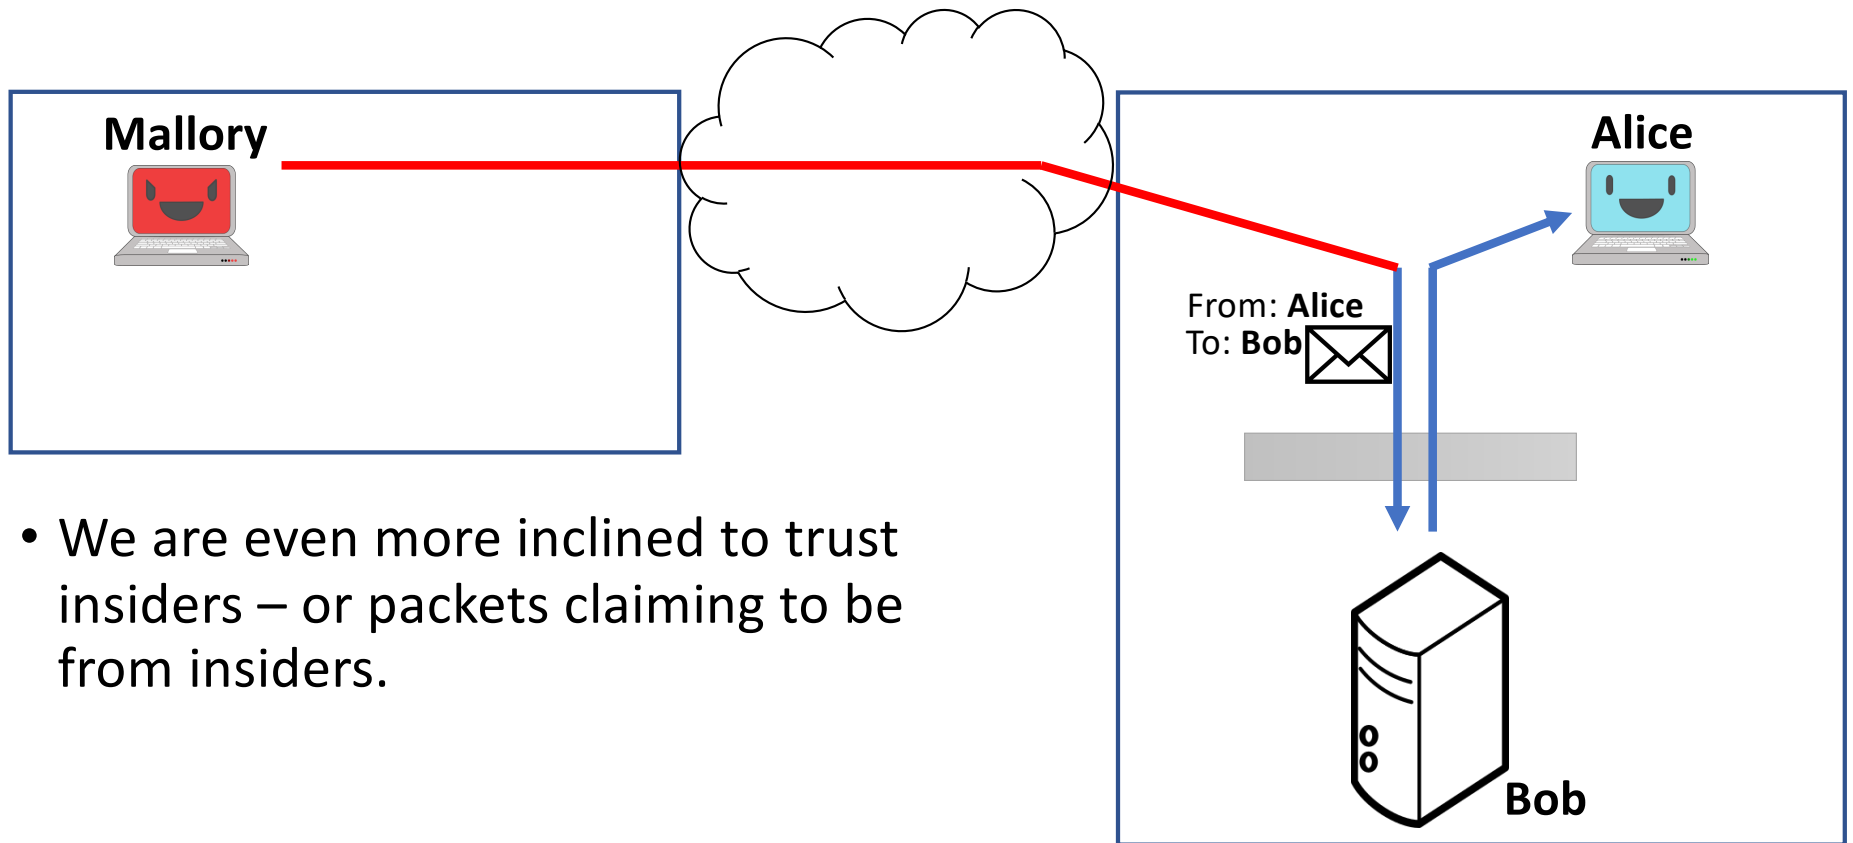 Mallory
Alice
From: Alice
To: Bob
• We are even more inclined to trust
insiders – or packets claiming to be
from insiders.
Bob